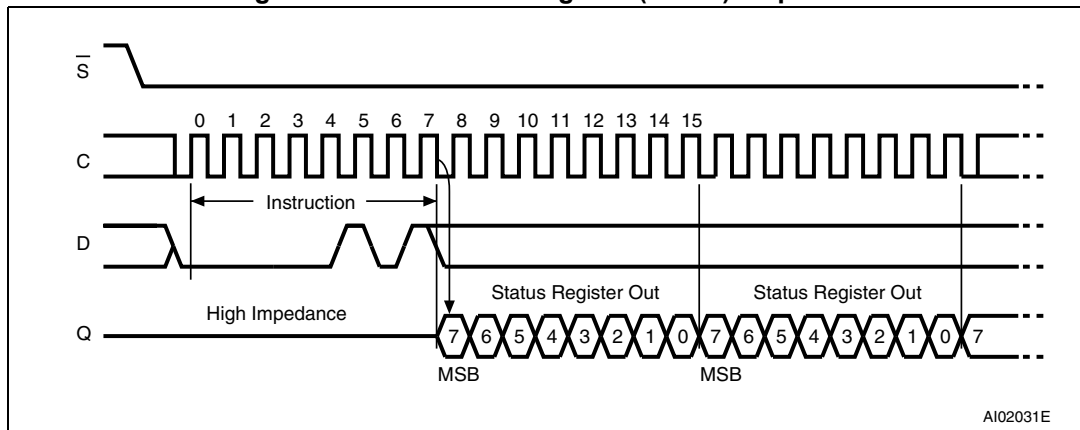 S
0 1 2 3 4 5 6 7 8 9 10 11 12 13 14 15
C
Instruction
D
Status Register Out Status Register Out
High Impedance
Q 7 6 5 4 3 2 1 0 7 6 5 4 3 2 1 0 7
MSB MSB
AI02031E